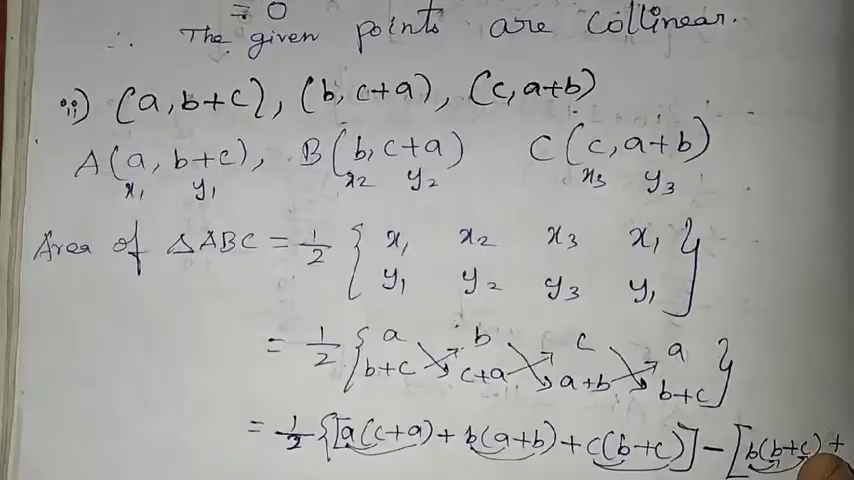 = 0
∴ The given points are collinear.
ii) (a, b+c), (b, c+a), (c, a+b)
A(a, b+c), B(b, c+a) C(c, a+b)
x₁ y₁ x₂ y₂ x₃ y₃
Area of △ABC = 1/2 { x₁ x₂ x₃ x₁
y₁ y₂ y₃ y₁ }
= 1/2 { a b c a
b+c c+a a+b b+c }
= 1/2 {[a(c+a) + b(a+b) + c(b+c)] - [b(b+c) +